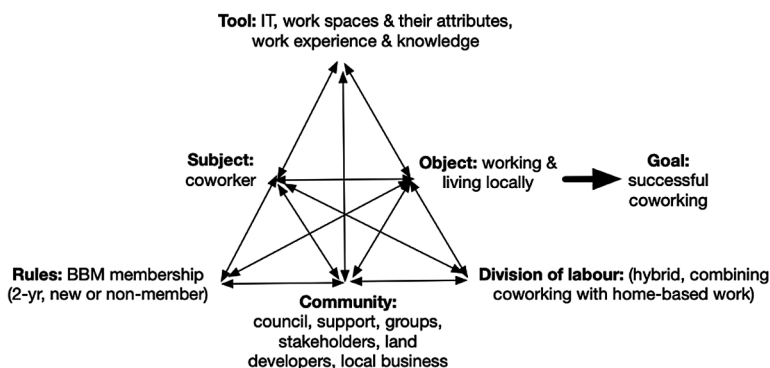 Tool: IT, work spaces & their attributes,
work experience & knowledge
Subject:
coworker
Object: working &
living locally
Goal:
successful
coworking
Rules: BBM membership
(2-yr, new or non-member)
Community:
council, support, groups,
stakeholders, land
developers, local business
Division of labour: (hybrid, combining
coworking with home-based work)